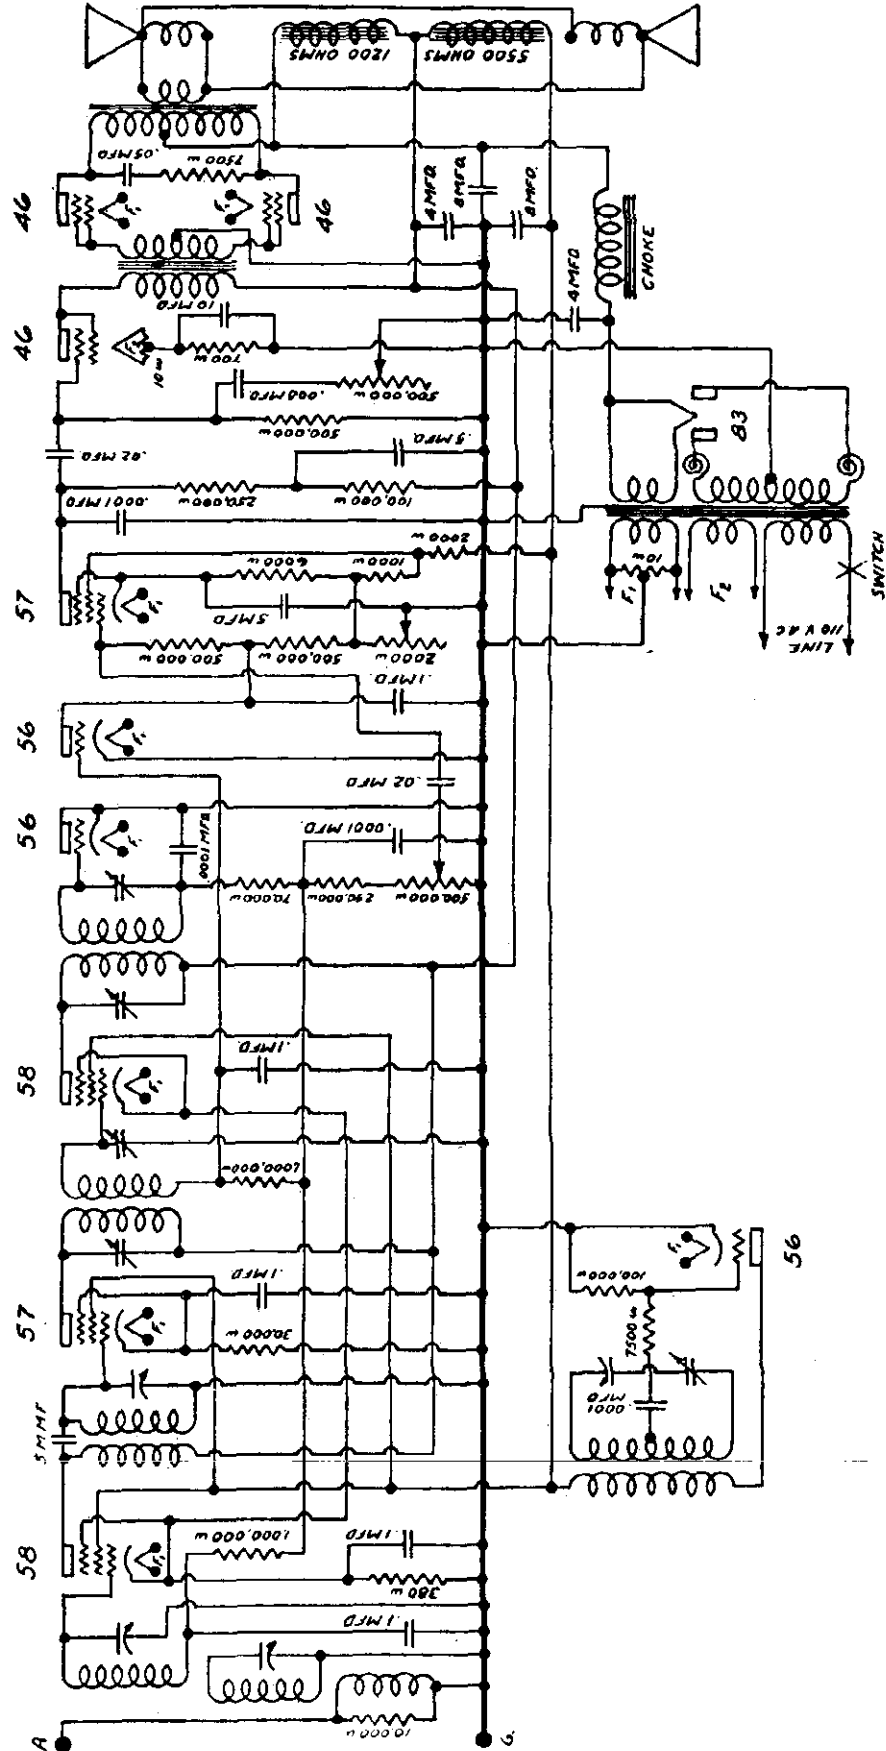 A
G.
10,000 ω
.1 MFD
380 ω
.1 MFD
1,000,000 ω
58
5 MMF
57
30,000 ω
.1 MFD
1,000,000 ω
58
.1 MFD
56
F1
100,000 ω
7500 ω
.0001
MFD
56
.0001 MFD
70,000 ω
250,000 ω
500,000 ω
.0001 MFD
.02 MFD
56
.1 MFD
57
500,000 ω
500,000 ω
2000 ω
.5 MFD
6000 ω
1000 ω
2000 ω
.0001 MFD
.02 MFD
250,000 ω
100,000 ω
.5 MFD
500,000 ω
500,000 ω
.006 MFD
46
10 ω
700 ω
10 MFD
46
F1
F1
46
.05 MFD
7500 ω
4 MFD
8 MFD
8 MFD
4 MFD
CHOKE
83
10 ω
F1
F2
LINE
110 V AC
SWITCH
1200 OHMS
5500 OHMS